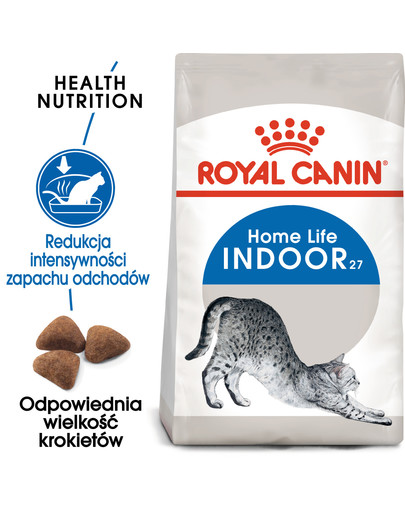 HEALTH
NUTRITION
Redukcja
intensywności
zapachu odchodów
Odpowiednia
wielkość
krokietów
ROYAL CANIN®
Home Life
INDOOR 27